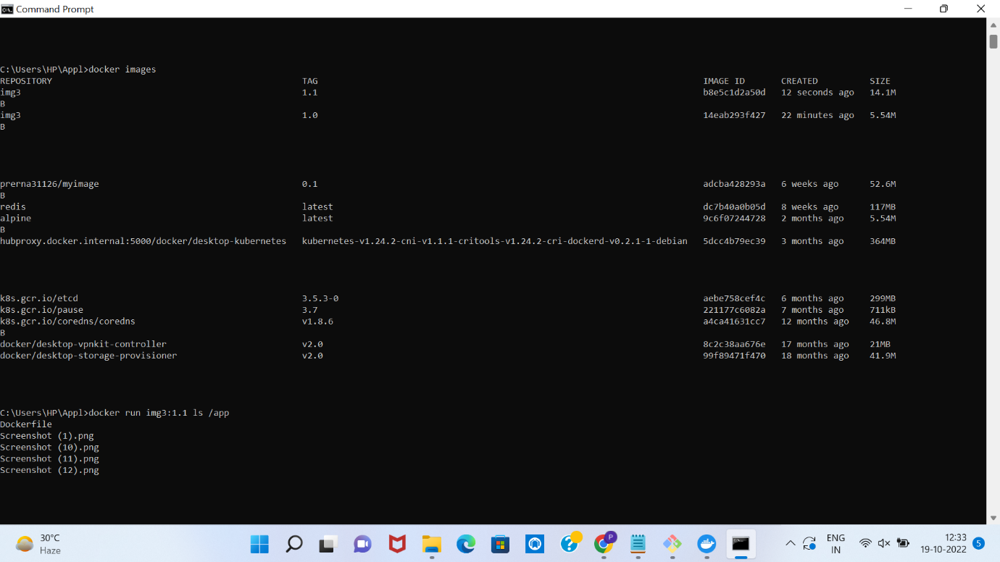 Command Prompt
C:\Users\HP\Appl>docker images
REPOSITORY TAG IMAGE ID CREATED SIZE
img3 1.1 b8e5c1d2a50d 12 seconds ago 14.1M
B
img3 1.0 14eab293f427 22 minutes ago 5.54M
B
prerna31126/myimage 0.1 adcba428293a 6 weeks ago 52.6M
B
redis latest dc7b40a0b05d 8 weeks ago 117MB
alpine latest 9c6f07244728 2 months ago 5.54M
B
hubproxy.docker.internal:5000/docker/desktop-kubernetes kubernetes-v1.24.2-cni-v1.1.1-critools-v1.24.2-cri-dockerd-v0.2.1-1-debian 5dcc4b79ec39 3 months ago 364MB
k8s.gcr.io/etcd 3.5.3-0 aebe758cef4c 6 months ago 299MB
k8s.gcr.io/pause 3.7 221177c6082a 7 months ago 711kB
k8s.gcr.io/coredns/coredns v1.8.6 a4ca41631cc7 12 months ago 46.8M
B
docker/desktop-vpnkit-controller v2.0 8c2c38aa676e 17 months ago 21MB
docker/desktop-storage-provisioner v2.0 99f89471f470 18 months ago 41.9M
C:\Users\HP\Appl>docker run img3:1.1 ls /app
Dockerfile
Screenshot (1).png
Screenshot (10).png
Screenshot (11).png
Screenshot (12).png
30°C
Haze
P
ENG
IN
12:33
19-10-2022
5